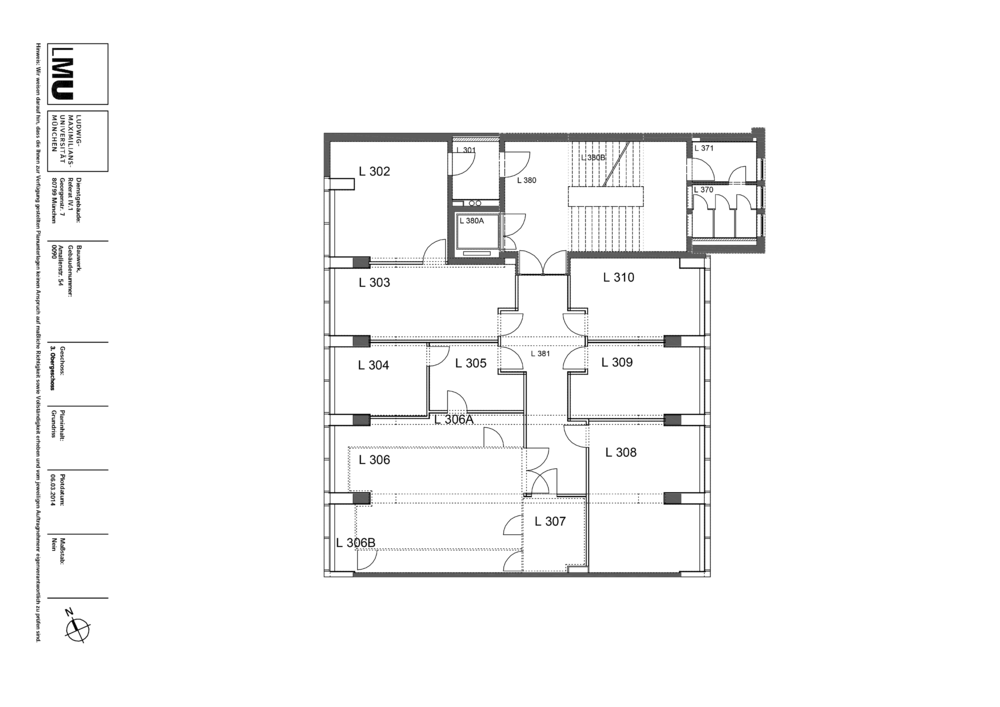 LMU
LUDWIG-
MAXIMILIANS-
UNIVERSITÄT
MÜNCHEN
Dienstgebäude:
Referat IV.1
Georgenstr. 7
80799 München
Bauwerk,
Gebäudenummer:
Amalienstr. 54
0090
Geschoss:
3. Obergeschoss
Planinhalt:
Grundriss
Plotdatum:
06.03.2014
Maßstab:
Nein
N
Hinweis: Wir weisen darauf hin, dass die Ihnen zur Verfügung gestellten Planunterlagen keinen Anspruch auf maßliche Richtigkeit sowie Vollständigkeit erheben und vom jeweiligen Auftragnehmer eigenverantwortlich zu prüfen sind.
L 301
L 371
L 380B
L 302
L 380
L 370
L 380A
L 303
L 310
L 381
L 304
L 305
L 309
L 306A
L 306
L 308
L 307
L 306B